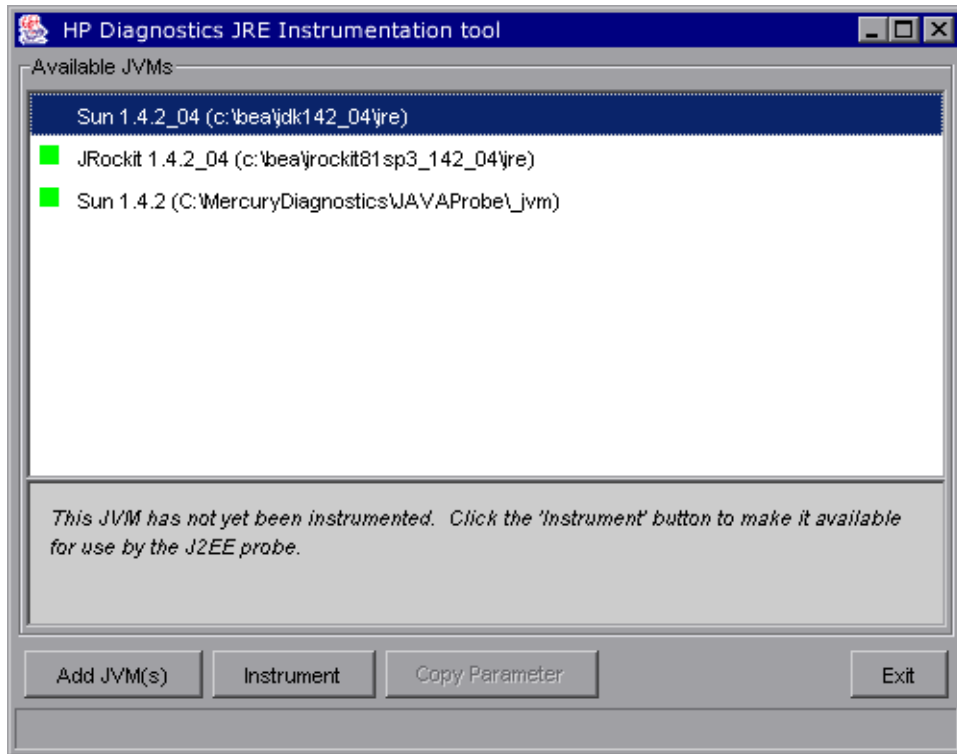 HP Diagnostics JRE Instrumentation tool
Available JVMs
Sun 1.4.2_04 (c:\bea\jdk142_04\jre)
JRockit 1.4.2_04 (c:\bea\jrockit81sp3_142_04\jre)
Sun 1.4.2 (C:\MercuryDiagnostics\JAVAProbe\_jvm)
This JVM has not yet been instrumented. Click the 'Instrument' button to make it available
for use by the J2EE probe.
Add JVM(s) Instrument Copy Parameter Exit